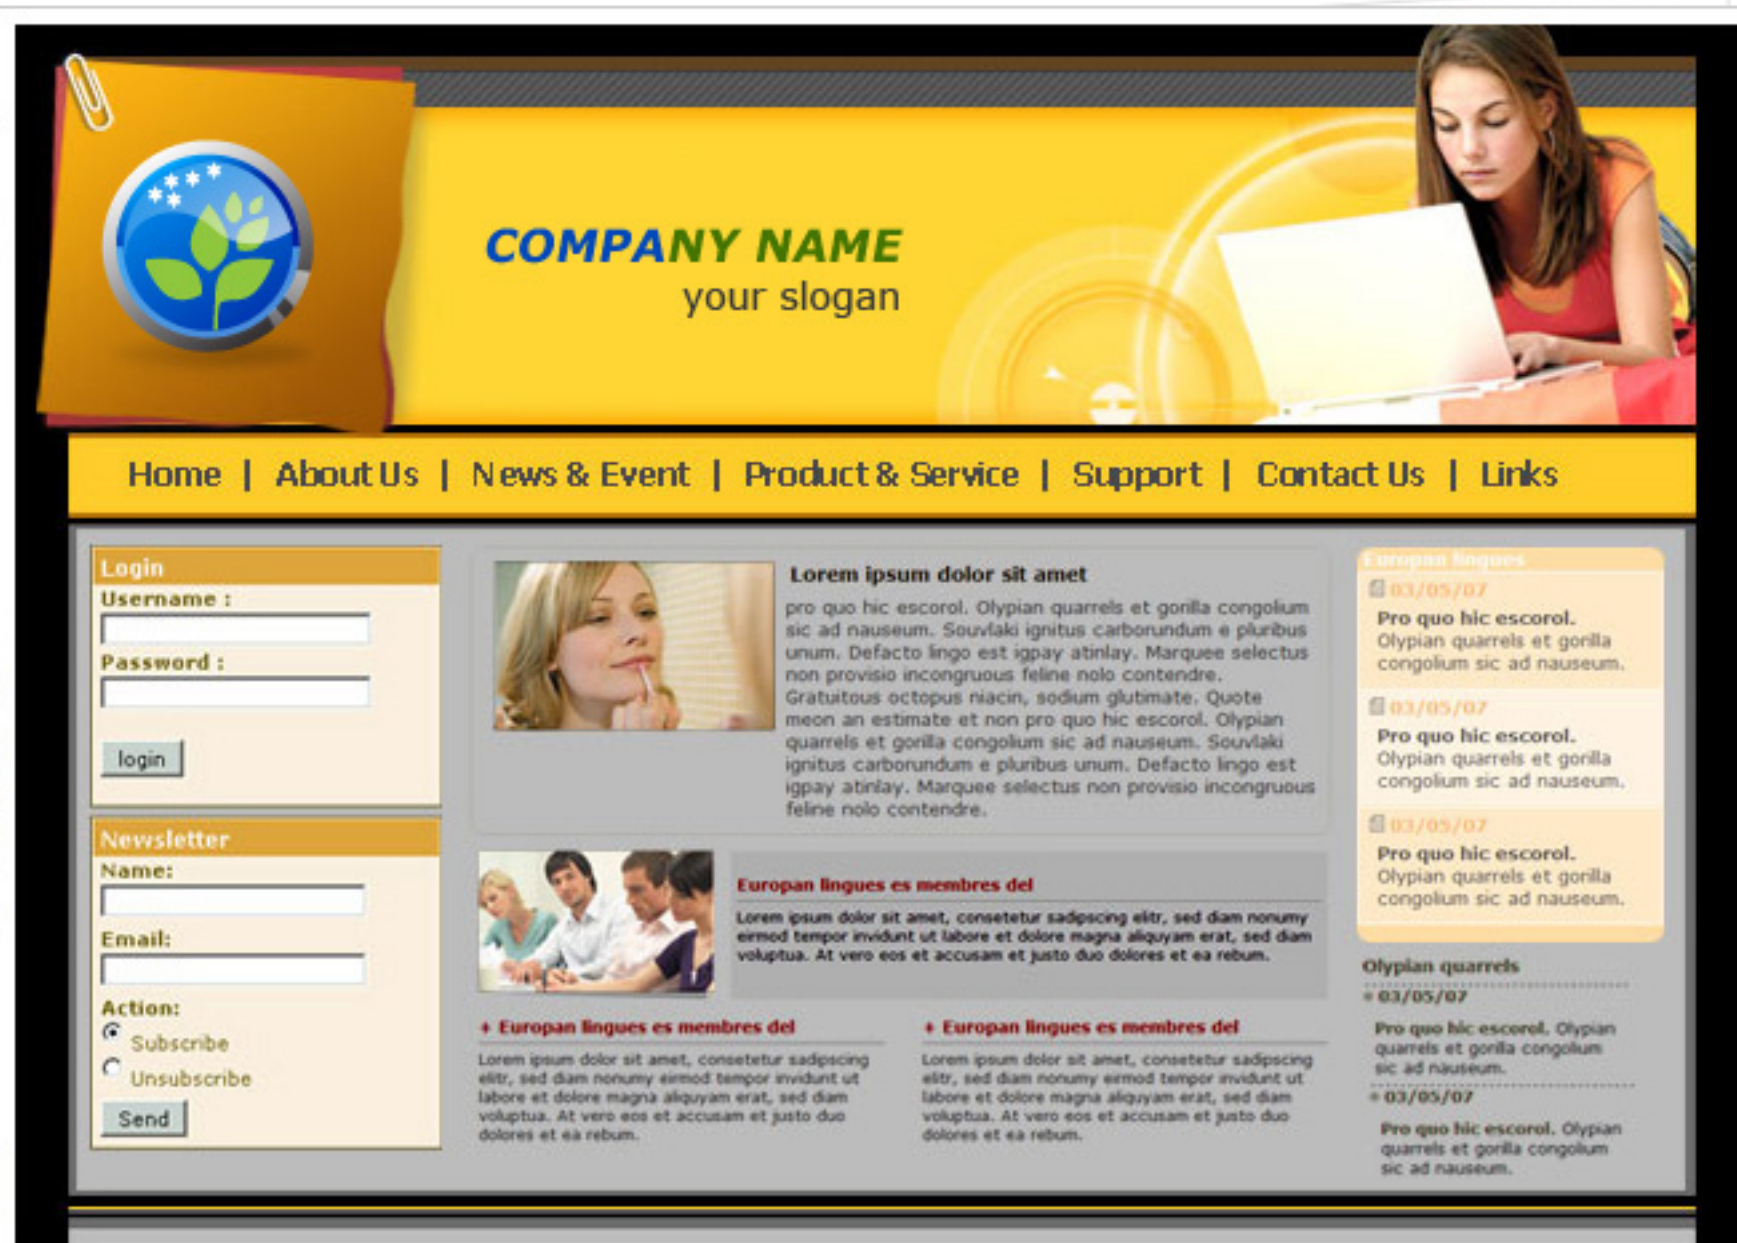 COMPANY NAME
your slogan
Home | About Us | News & Event | Product & Service | Support | Contact Us | Links
Login
Username :
Password :
login
Newsletter
Name:
Email:
Action:
Subscribe
Unsubscribe
Send
Lorem ipsum dolor sit amet
pro quo hic escorol. Olypian quarrels et gorilla congolium
sic ad nauseum. Souvlaki ignitus carborundum e pluribus
unum. Defacto lingo est igpay atinlay. Marquee selectus
non provisio incongruous feline nolo contendre.
Gratuitous octopus niacin, sodium glutimate. Quote
meon an estimate et non pro quo hic escorol. Olypian
quarrels et gorilla congolium sic ad nauseum. Souvlaki
ignitus carborundum e pluribus unum. Defacto lingo est
igpay atinlay. Marquee selectus non provisio incongruous
feline nolo contendre.
Europan lingues es membres del
Lorem ipsum dolor sit amet, consetetur sadipscing elitr, sed diam nonumy
eirmod tempor invidunt ut labore et dolore magna aliquyam erat, sed diam
voluptua. At vero eos et accusam et justo duo dolores et ea rebum.
+ Europan lingues es membres del
Lorem ipsum dolor sit amet, consetetur sadipscing
elitr, sed diam nonumy eirmod tempor invidunt ut
labore et dolore magna aliquyam erat, sed diam
voluptua. At vero eos et accusam et justo duo
dolores et ea rebum.
+ Europan lingues es membres del
Lorem ipsum dolor sit amet, consetetur sadipscing
elitr, sed diam nonumy eirmod tempor invidunt ut
labore et dolore magna aliquyam erat, sed diam
voluptua. At vero eos et accusam et justo duo
dolores et ea rebum.
Europan lingues
03/05/07
Pro quo hic escorol.
Olypian quarrels et gorilla
congolium sic ad nauseum.
03/05/07
Pro quo hic escorol.
Olypian quarrels et gorilla
congolium sic ad nauseum.
03/05/07
Pro quo hic escorol.
Olypian quarrels et gorilla
congolium sic ad nauseum.
Olypian quarrels
03/05/07
Pro quo hic escorol. Olypian
quarrels et gorilla congolium
sic ad nauseum.
03/05/07
Pro quo hic escorol. Olypian
quarrels et gorilla congolium
sic ad nauseum.